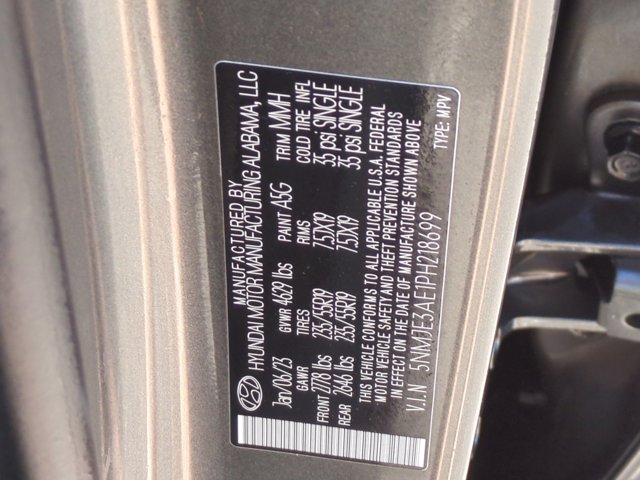 MANUFACTURED BY
HYUNDAI MOTOR MANUFACTURING ALABAMA, LLC
Jan/06/23 GVWR 4629 lbs PAINT A5G TRIM MMH
GAWR TIRES RIMS COLD TIRE INFL
FRONT 2778 lbs 235/55R19 7.5JX19 35 psi SINGLE
REAR 2646 lbs 235/55R19 7.5JX19 35 psi SINGLE
THIS VEHICLE CONFORMS TO ALL APPLICABLE U.S.A. FEDERAL
MOTOR VEHICLE SAFETY AND THEFT PREVENTION STANDARDS
IN EFFECT ON THE DATE OF MANUFACTURE SHOWN ABOVE
V.I.N 5NMJE3AE1PH218699 TYPE: MPV